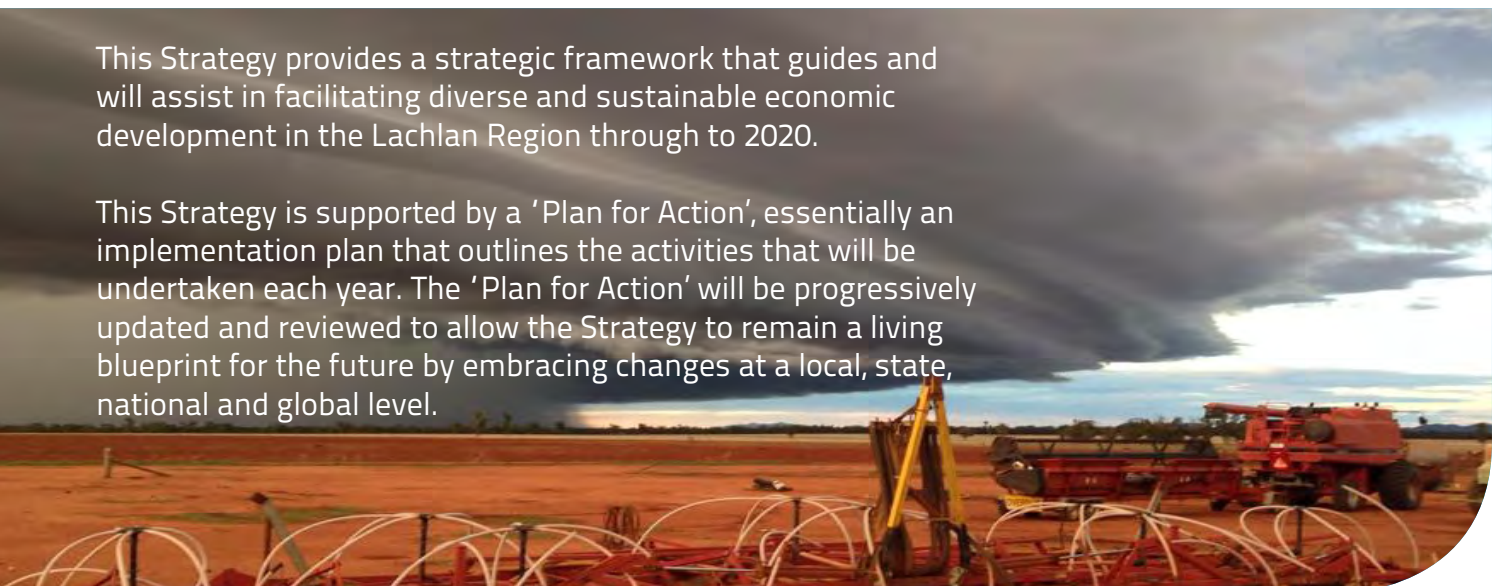 This Strategy provides a strategic framework that guides and
will assist in facilitating diverse and sustainable economic
development in the Lachlan Region through to 2020.
This Strategy is supported by a ‘Plan for Action’, essentially an
implementation plan that outlines the activities that will be
undertaken each year. The ‘Plan for Action’ will be progressively
updated and reviewed to allow the Strategy to remain a living
blueprint for the future by embracing changes at a local, state,
national and global level.